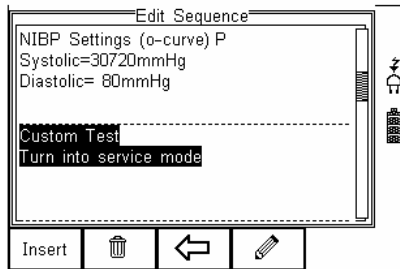 Edit Sequence
NIBP Settings (o-curve) P
Systolic=30720mmHg
Diastolic= 80mmHg
Custom Test
Turn into service mode
Insert